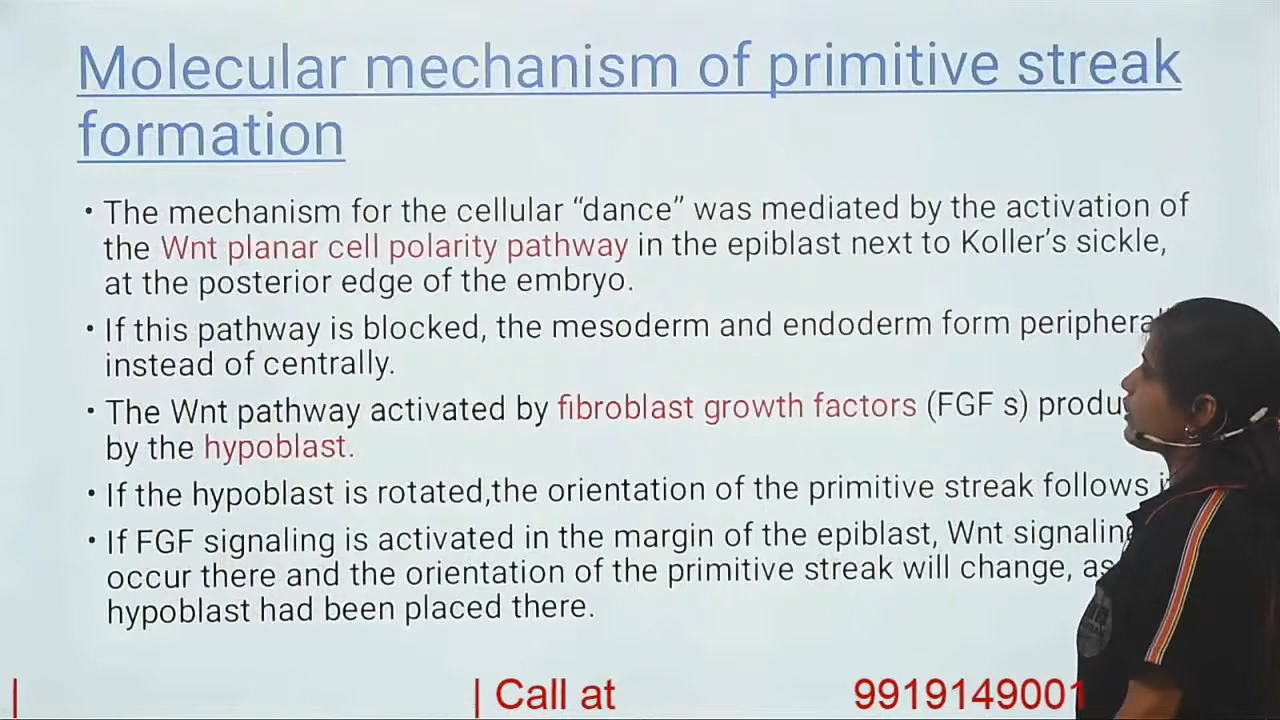 Molecular mechanism of primitive streak
formation
• The mechanism for the cellular “dance” was mediated by the activation of
the Wnt planar cell polarity pathway in the epiblast next to Koller’s sickle,
at the posterior edge of the embryo.
• If this pathway is blocked, the mesoderm and endoderm form
instead of centrally.
• The Wnt pathway activated by fibroblast growth factors (FGF s)
by the hypoblast.
• If the hypoblast is rotated,the orientation of the primitive streak follows
• If FGF signaling is activated in the margin of the epiblast, Wnt
occur there and the orientation of the primitive streak will change, as
hypoblast had been placed there.
| | Call at 9919149001